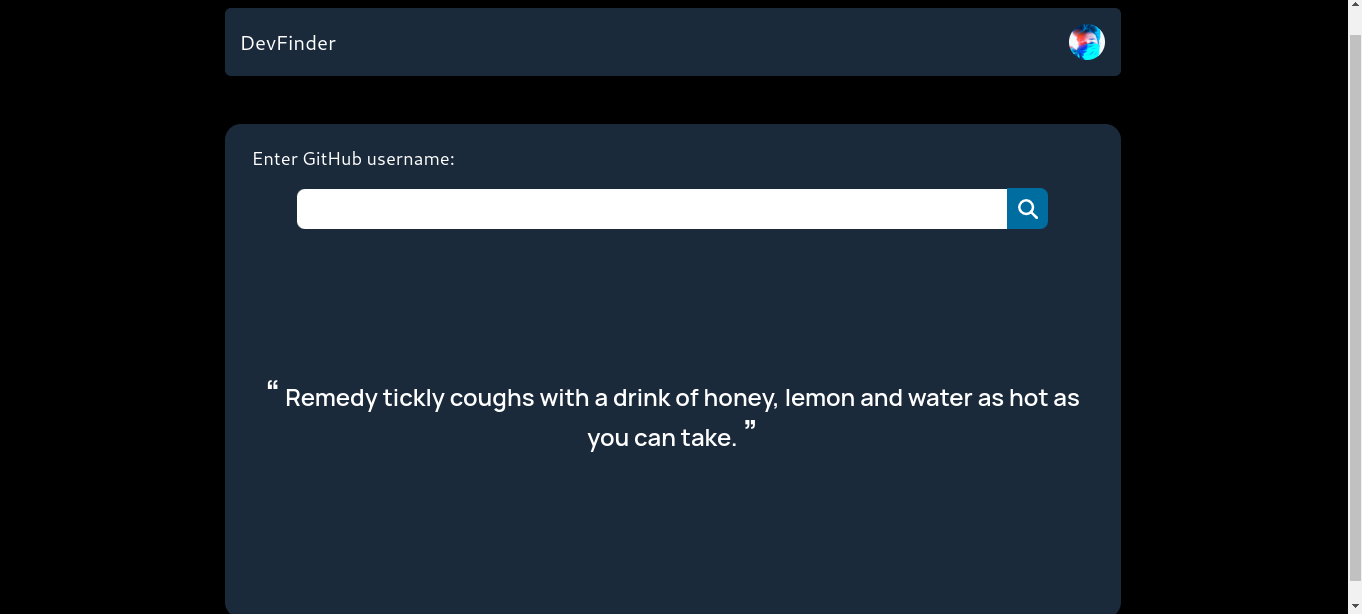 DevFinder
Enter GitHub username:
“ Remedy tickly coughs with a drink of honey, lemon and water as hot as
you can take. ”